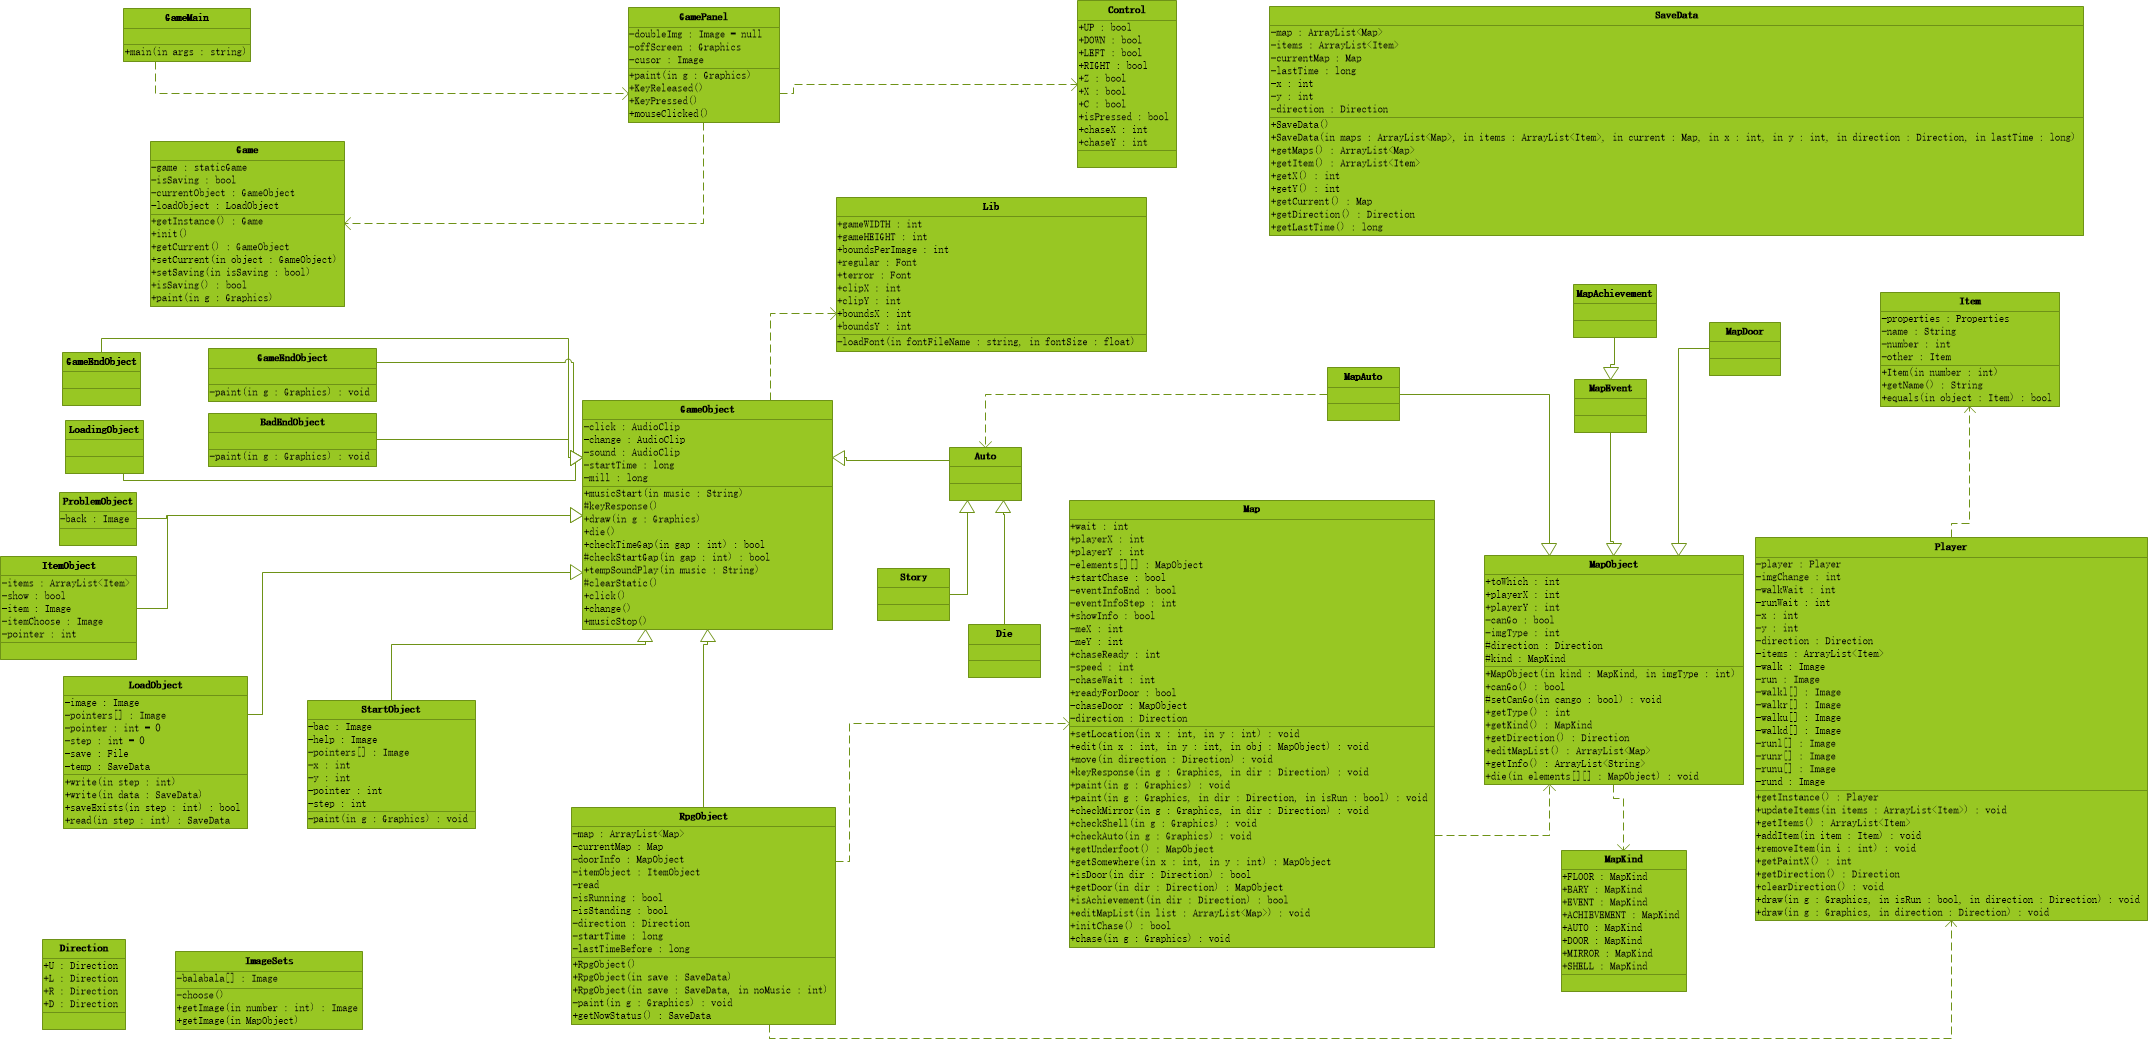 GameMain
+main(in args : string)
GamePanel
-doubleImg : Image = null
-offScreen : Graphics
-cusor : Image
+paint(in g : Graphics)
+KeyReleased()
+KeyPressed()
+mouseClicked()
Control
+UP : bool
+DOWN : bool
+LEFT : bool
+RIGHT : bool
+Z : bool
+X : bool
+C : bool
+isPressed : bool
+chaseX : int
+chaseY : int
SaveData
-map : ArrayList<Map>
-items : ArrayList<Item>
-currentMap : Map
-lastTime : long
-x : int
-y : int
-direction : Direction
+SaveData()
+SaveData(in maps : ArrayList<Map>, in items : ArrayList<Item>, in current : Map, in x : int, in y : int, in direction : Direction, in lastTime : long)
+getMaps() : ArrayList<Map>
+getItem() : ArrayList<Item>
+getX() : int
+getY() : int
+getCurrent() : Map
+getDirection() : Direction
+getLastTime() : long
Game
-game : staticGame
-isSaving : bool
-currentObject : GameObject
-loadObject : LoadObject
+getInstance() : Game
+init()
+getCurrent() : GameObject
+setCurrent(in object : GameObject)
+setSaving(in isSaving : bool)
+isSaving() : bool
+paint(in g : Graphics)
Lib
+gameWIDTH : int
+gameHEIGHT : int
+boundsPerImage : int
+regular : Font
+terror : Font
+clipX : int
+clipY : int
+boundsX : int
+boundsY : int
-loadFont(in fontFileName : string, in fontSize : float)
MapAchievement
MapDoor
Item
-properties : Properties
-name : String
-number : int
-other : Item
+Item(in number : int)
+getName() : String
+equals(in object : Item) : bool
GameEndObject
GameEndObject
-paint(in g : Graphics) : void
MapAuto
MapEvent
LoadingObject
BadEndObject
-paint(in g : Graphics) : void
GameObject
-click : AudioClip
-change : AudioClip
-sound : AudioClip
-startTime : long
-mill : long
+musicStart(in music : String)
#keyResponse()
+draw(in g : Graphics)
+die()
+checkTimeGap(in gap : int) : bool
#checkStartGap(in gap : int) : bool
+tempSoundPlay(in music : String)
#clearStatic()
+click()
+change()
+musicStop()
Auto
ProblemObject
-back : Image
ItemObject
-items : ArrayList<Item>
-show : bool
-item : Image
-itemChoose : Image
-pointer : int
Story
Die
Map
+wait : int
+playerX : int
+playerY : int
-elements[][] : MapObject
+startChase : bool
-eventInfoEnd : bool
-eventInfoStep : int
+showInfo : bool
-meX : int
-meY : int
+chaseReady : int
-speed : int
-chaseWait : int
+readyForDoor : bool
-chaseDoor : MapObject
-direction : Direction
+setLocation(in x : int, in y : int) : void
+edit(in x : int, in y : int, in obj : MapObject) : void
+move(in direction : Direction) : void
+keyResponse(in g : Graphics, in dir : Direction) : void
+paint(in g : Graphics) : void
+paint(in g : Graphics, in dir : Direction, in isRun : bool) : void
+checkMirror(in g : Graphics, in dir : Direction) : void
+checkShell(in g : Graphics) : void
+checkAuto(in g : Graphics) : void
+getUnderfoot() : MapObject
+getSomewhere(in x : int, in y : int) : MapObject
+isDoor(in dir : Direction) : bool
+getDoor(in dir : Direction) : MapObject
+isAchievement(in dir : Direction) : bool
+editMapList(in list : ArrayList<Map>) : void
+initChase() : bool
+chase(in g : Graphics) : void
MapObject
+toWhich : int
+playerX : int
+playerY : int
-canGo : bool
-imgType : int
#direction : Direction
#kind : MapKind
+MapObject(in kind : MapKind, in imgType : int)
+canGo() : bool
#setCanGo(in cango : bool) : void
+getType() : int
+getKind() : MapKind
+getDirection() : Direction
+editMapList() : ArrayList<Map>
+getInfo() : ArrayList<String>
+die(in elements[][] : MapObject) : void
Player
-player : Player
-imgChange : int
-walkWait : int
-runWait : int
-x : int
-y : int
-direction : Direction
-items : ArrayList<Item>
-walk : Image
-run : Image
-walkl[] : Image
-walkr[] : Image
-walku[] : Image
-walkd[] : Image
-runl[] : Image
-runr[] : Image
-runu[] : Image
-rund : Image
+getInstance() : Player
+updateItems(in items : ArrayList<Item>) : void
+getItems() : ArrayList<Item>
+addItem(in item : Item) : void
+removeItem(in i : int) : void
+getPaintX() : int
+getDirection() : Direction
+clearDirection() : void
+draw(in g : Graphics, in isRun : bool, in direction : Direction) : void
+draw(in g : Graphics, in direction : Direction) : void
LoadObject
-image : Image
-pointers[] : Image
-pointer : int = 0
-step : int = 0
-save : File
-temp : SaveData
+write(in step : int)
+write(in data : SaveData)
+saveExists(in step : int) : bool
+read(in step : int) : SaveData
StartObject
-bac : Image
-help : Image
-pointers[] : Image
-x : int
-y : int
-pointer : int
-step : int
-paint(in g : Graphics) : void
RpgObject
-map : ArrayList<Map>
-currentMap : Map
-doorInfo : MapObject
-itemObject : ItemObject
-read
-isRunning : bool
-isStanding : bool
-direction : Direction
-startTime : long
-lastTimeBefore : long
+RpgObject()
+RpgObject(in save : SaveData)
+RpgObject(in save : SaveData, in noMusic : int)
-paint(in g : Graphics) : void
+getNowStatus() : SaveData
MapKind
+FLOOR : MapKind
+BARY : MapKind
+EVENT : MapKind
+ACHIEVEMENT : MapKind
+AUTO : MapKind
+DOOR : MapKind
+MIRROR : MapKind
+SHELL : MapKind
Direction
+U : Direction
+L : Direction
+R : Direction
+D : Direction
ImageSets
-balabala[] : Image
-choose()
+getImage(in number : int) : Image
+getImage(in MapObject)